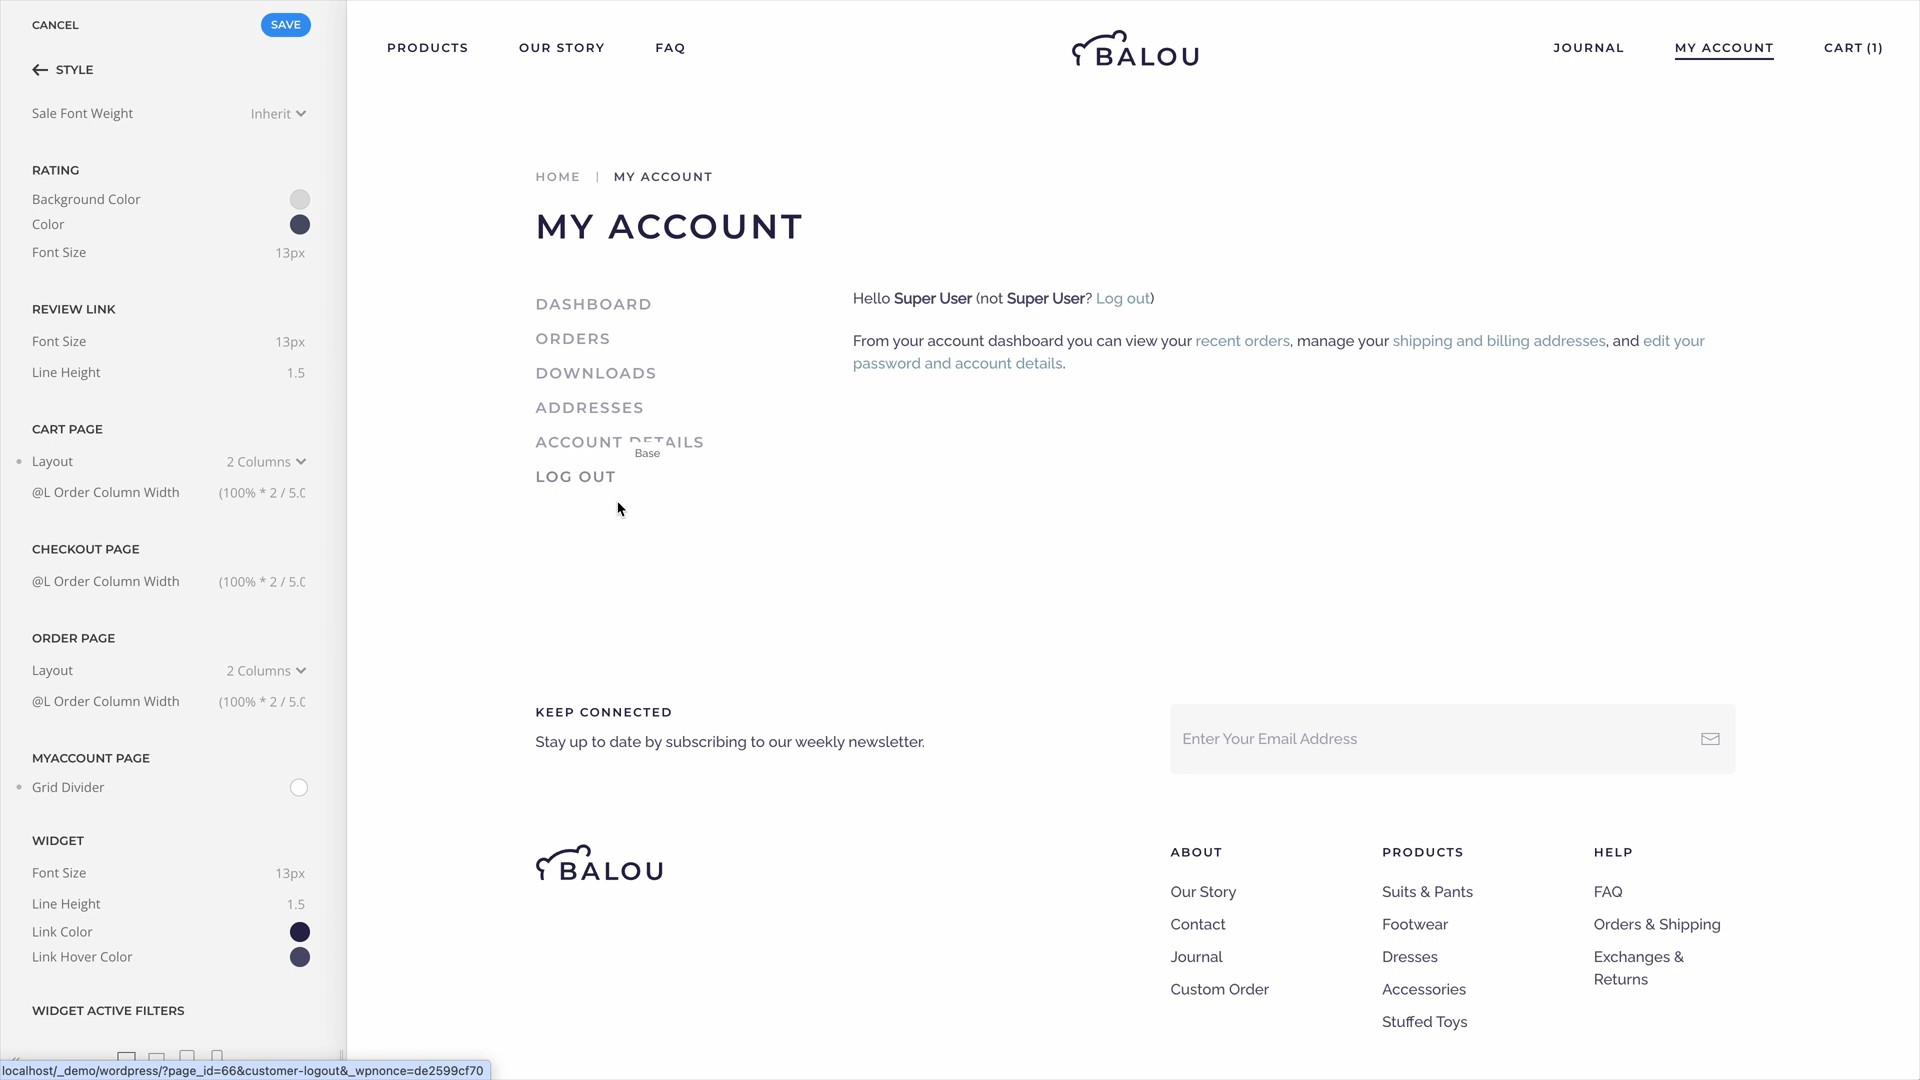 CANCEL
SAVE
STYLE
Sale Font Weight
Inherit
RATING
Background Color
Color
Font Size
13px
REVIEW LINK
Font Size
13px
Line Height
1.5
CART PAGE
Layout
2 Columns
@L Order Column Width
(100% * 2 / 5.0
CHECKOUT PAGE
@L Order Column Width
(100% * 2 / 5.0
ORDER PAGE
Layout
2 Columns
@L Order Column Width
(100% * 2 / 5.0
MYACCOUNT PAGE
Grid Divider
WIDGET
Font Size
13px
Line Height
1.5
Link Color
Link Hover Color
WIDGET ACTIVE FILTERS
localhost/_demo/wordpress/?page_id=66&customer-logout&_wpnonce=de2599cf70
PRODUCTS
OUR STORY
FAQ
BALOU
JOURNAL
MY ACCOUNT
CART (1)
HOME | MY ACCOUNT
MY ACCOUNT
DASHBOARD
ORDERS
DOWNLOADS
ADDRESSES
ACCOUNT DETAILS
Base
LOG OUT
Hello Super User (not Super User? Log out)
From your account dashboard you can view your recent orders, manage your shipping and billing addresses, and edit your
password and account details.
KEEP CONNECTED
Stay up to date by subscribing to our weekly newsletter.
Enter Your Email Address
BALOU
ABOUT
Our Story
Contact
Journal
Custom Order
PRODUCTS
Suits & Pants
Footwear
Dresses
Accessories
Stuffed Toys
HELP
FAQ
Orders & Shipping
Exchanges &
Returns